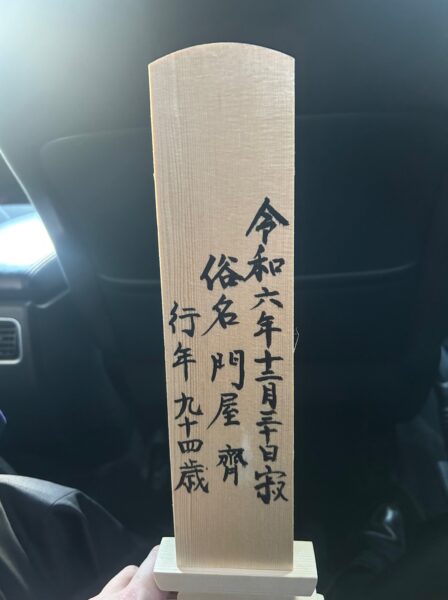 令和六年十二月三十日寂
俗名 門屋 齊
行年 九十四歳